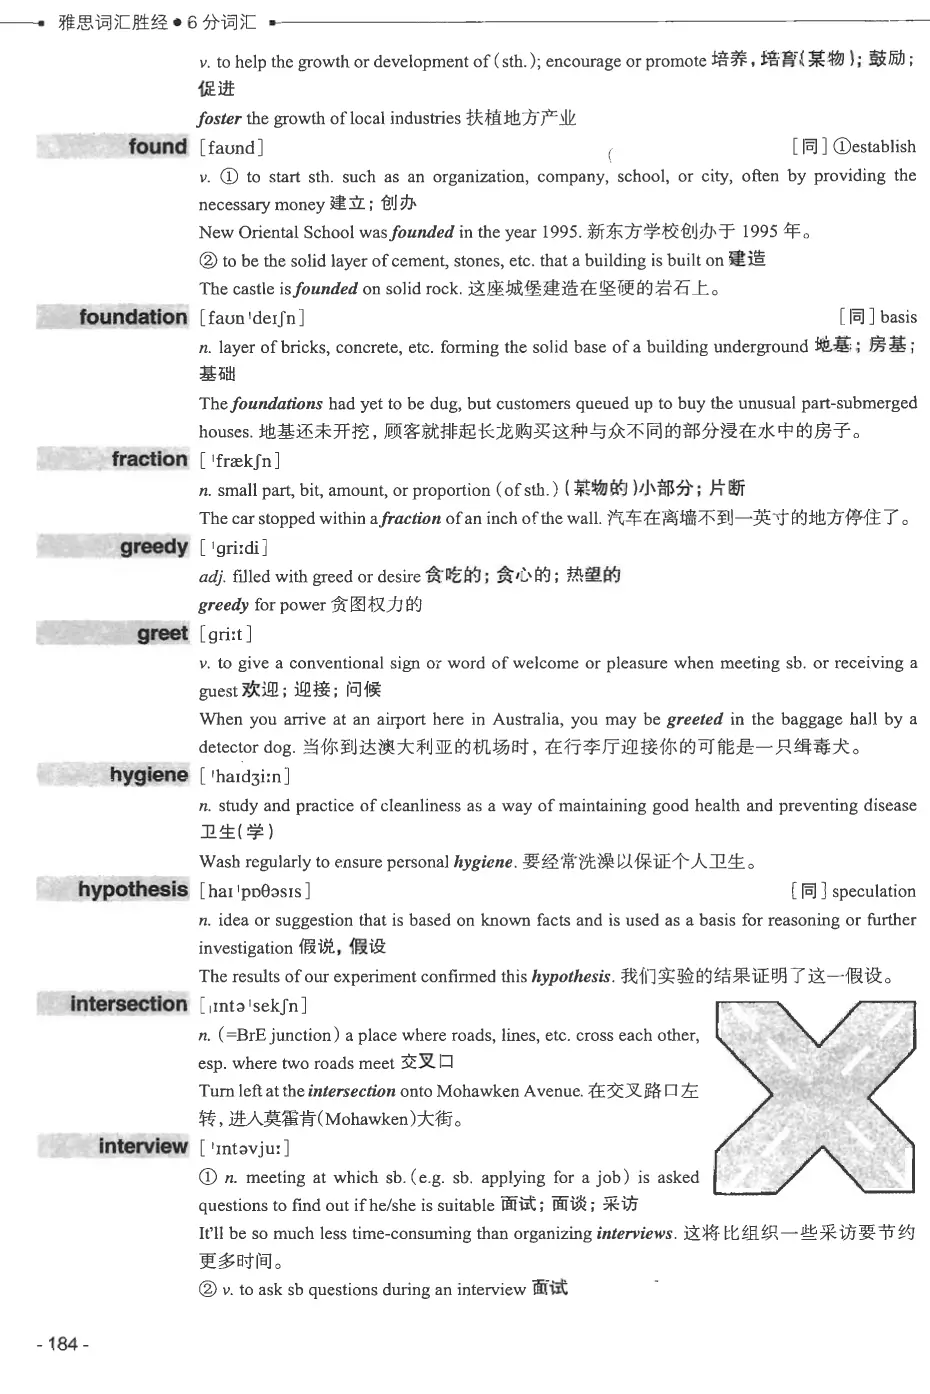 雅思词汇胜经●6分词汇
v. to help the growth or development of (sth.); encourage or promote 培养，培育(某物)；鼓励；
促进
foster the growth of local industries 扶植地方产业
found [faʊnd] [同]①establish
v. ① to start sth. such as an organization, company, school, or city, often by providing the
necessary money 建立；创办
New Oriental School was founded in the year 1995. 新东方学校创办于 1995 年。
② to be the solid layer of cement, stones, etc. that a building is built on 建造
The castle is founded on solid rock. 这座城堡建造在坚硬的岩石上。
foundation [faʊnˈdeɪʃn] [同] basis
n. layer of bricks, concrete, etc. forming the solid base of a building underground 地基；房基；
基础
The foundations had yet to be dug, but customers queued up to buy the unusual part-submerged
houses. 地基还未开挖，顾客就排起长龙购买这种与众不同的部分浸在水中的房子。
fraction [ˈfrækʃn]
n. small part, bit, amount, or proportion (of sth.) (某物的)小部分；片断
The car stopped within a fraction of an inch of the wall. 汽车在离墙不到一英寸的地方停住了。
greedy [ˈgriːdi]
adj. filled with greed or desire 贪吃的；贪心的；热望的
greedy for power 贪图权力的
greet [griːt]
v. to give a conventional sign or word of welcome or pleasure when meeting sb. or receiving a
guest 欢迎；迎接；问候
When you arrive at an airport here in Australia, you may be greeted in the baggage hall by a
detector dog. 当你到达澳大利亚的机场时，在行李厅迎接你的可能是一只缉毒犬。
hygiene [ˈhaɪdʒiːn]
n. study and practice of cleanliness as a way of maintaining good health and preventing disease
卫生(学)
Wash regularly to ensure personal hygiene. 要经常洗澡以保证个人卫生。
hypothesis [haɪˈpɒθəsɪs] [同] speculation
n. idea or suggestion that is based on known facts and is used as a basis for reasoning or further
investigation 假说，假设
The results of our experiment confirmed this hypothesis. 我们实验的结果证明了这一假设。
intersection [ˌɪntəˈsekʃn]
n. (=BrE junction) a place where roads, lines, etc. cross each other,
esp. where two roads meet 交叉口
Turn left at the intersection onto Mohawken Avenue. 在交叉路口左
转，进入莫霍肯(Mohawken)大街。
interview [ˈɪntəvjuː]
① n. meeting at which sb. (e.g. sb. applying for a job) is asked
questions to find out if he/she is suitable 面试；面谈；采访
It'll be so much less time-consuming than organizing interviews. 这将比组织一些采访要节约
更多时间。
② v. to ask sb questions during an interview 面试
- 184 -